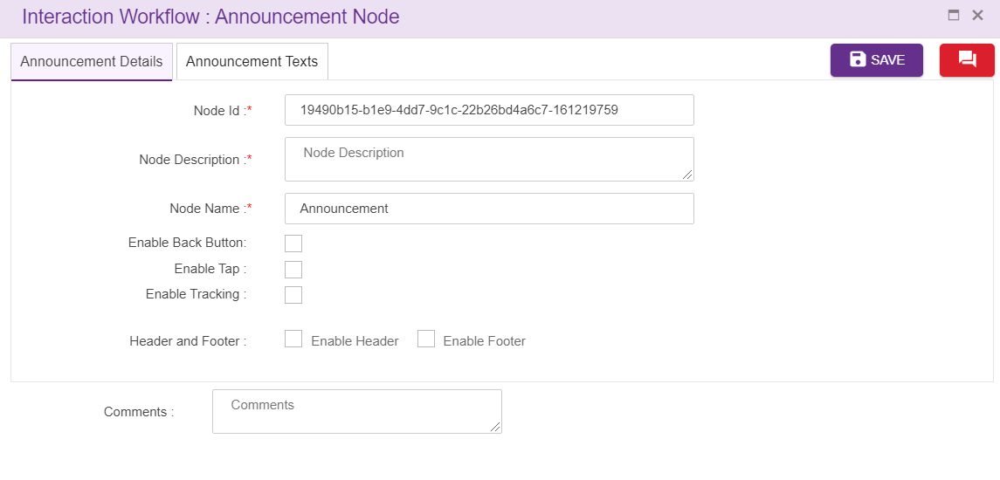 Interaction Workflow : Announcement Node
Announcement Details Announcement Texts SAVE
Node Id :* 19490b15-b1e9-4dd7-9c1c-22b26bd4a6c7-161219759
Node Description :* Node Description
Node Name :* Announcement
Enable Back Button:
Enable Tap :
Enable Tracking :
Header and Footer : Enable Header Enable Footer
Comments : Comments